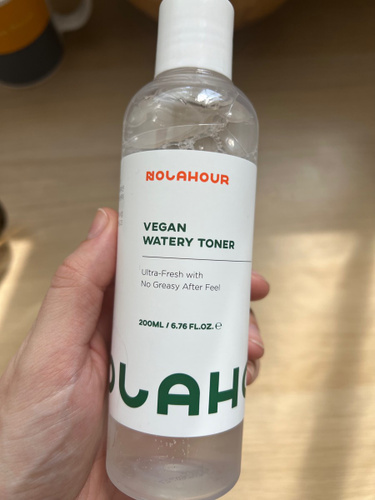 NOLAHOUR
VEGAN
WATERY TONER
Ultra-Fresh with
No Greasy After Feel
200ML / 6.76 FL.OZ. ℮
OLAHO